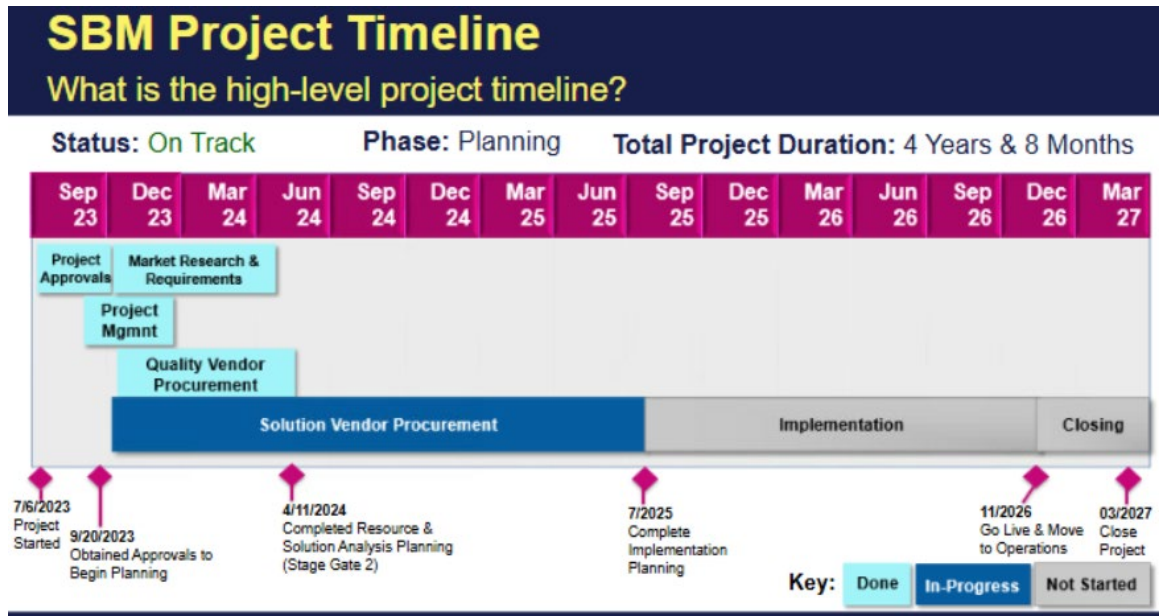 SBM Project Timeline
What is the high-level project timeline?
Status: On Track Phase: Planning Total Project Duration: 4 Years & 8 Months
Sep 23 Dec 23 Mar 24 Jun 24 Sep 24 Dec 24 Mar 25 Jun 25 Sep 25 Dec 25 Mar 26 Jun 26 Sep 26 Dec 26 Mar 27
Project
Approvals
Market Research &
Requirements
Project
Mgmnt
Quality Vendor
Procurement
Solution Vendor Procurement
Implementation
Closing
7/6/2023
Project
Started
9/20/2023
Obtained Approvals to
Begin Planning
4/11/2024
Completed Resource &
Solution Analysis Planning
(Stage Gate 2)
7/2025
Complete
Implementation
Planning
11/2026
Go Live & Move
to Operations
03/2027
Close
Project
Key: Done In-Progress Not Started